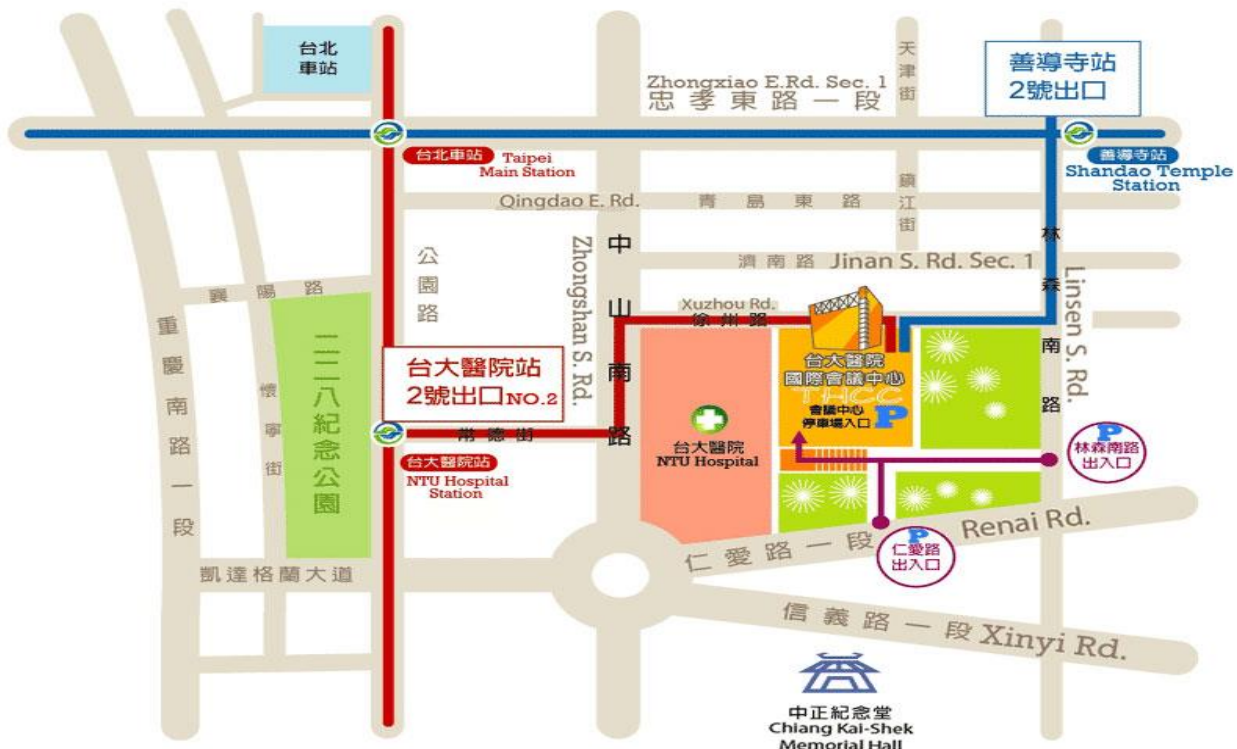 台北
車站
Zhongxiao E.Rd. Sec. 1
忠孝東路一段
天津街
善導寺站
2號出口
台北車站
Taipei
Main Station
善導寺站
Shandao Temple
Station
Qingdao E. Rd.
青島東路
鎮江街
公園路
中山南路
Zhongshan S. Rd.
濟南路 Jinan S. Rd. Sec. 1
林森南路
Linsen S. Rd.
襄陽路
Xuzhou Rd.
徐州路
重慶南路一段
懷寧街
二二八紀念公園
台大醫院站
2號出口NO.2
常德街
台大醫院站
NTU Hospital
Station
台大醫院
NTU Hospital
台大醫院
國際會議中心
THCC
會議中心
停車場入口
P
P
林森南路
出入口
P
仁愛路
出入口
仁愛路一段 Renai Rd.
凱達格蘭大道
信義路一段 Xinyi Rd.
中正紀念堂
Chiang Kai-Shek
Memorial Hall